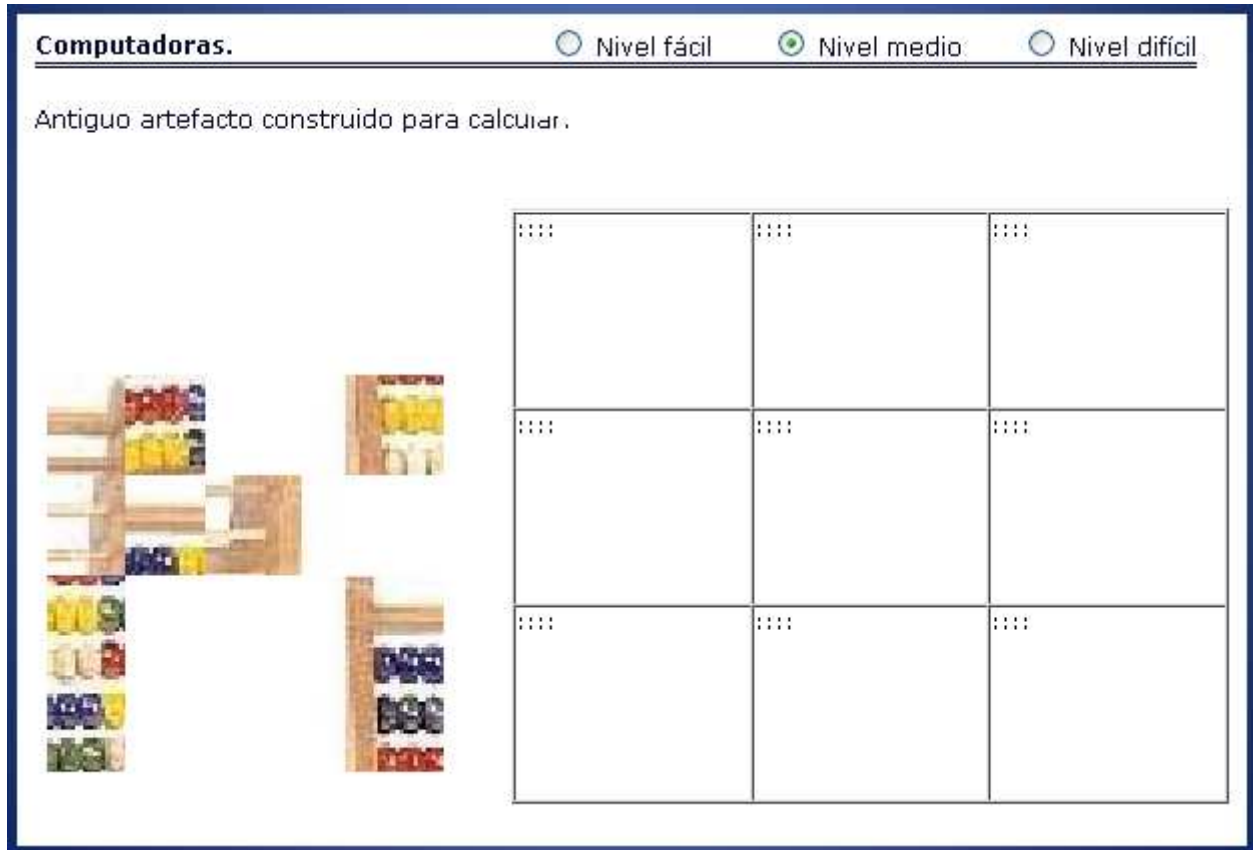 Computadoras. Nivel fácil Nivel medio Nivel difícil
Antiguo artefacto construido para calcular.
:::: :::: ::::
:::: :::: ::::
:::: :::: ::::